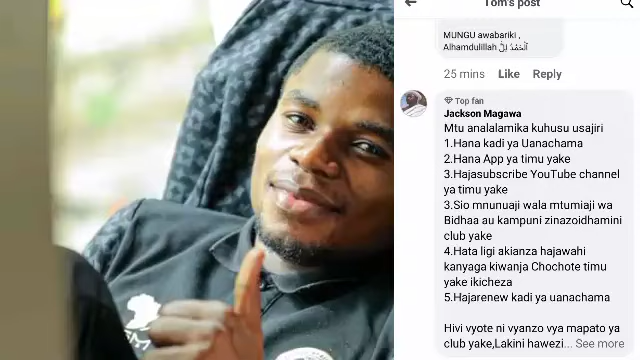 Tom's post
MUNGU awabariki ,
Alhamdulillah
25 mins Like Reply
Top fan
Jackson Magawa
Mtu analalamika kuhusu usajiri
1.Hana kadi ya Uanachama
2.Hana App ya timu yake
3.Hajasubscribe YouTube channel
ya timu yake
3.Sio mnunuaji wala mtumiaji wa
Bidhaa au kampuni zinazoidhamini
club yake
4.Hata ligi akianza hajawahi
kanyaga kiwanja Chochote timu
yake ikicheza
5.Hajarenew kadi ya uanachama
Hivi vyote ni vyanzo vya mapato ya
club yake,Lakini hawezi... See more